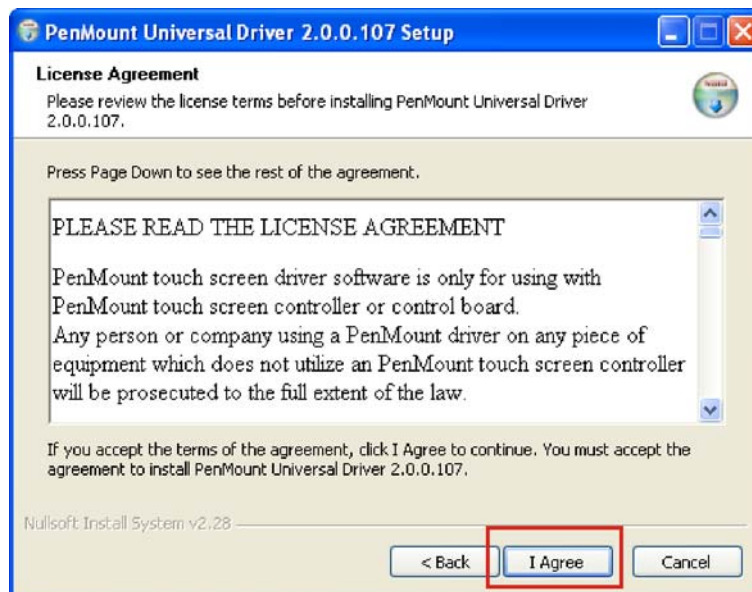 PenMount Universal Driver 2.0.0.107 Setup
License Agreement
Please review the license terms before installing PenMount Universal Driver
2.0.0.107.
Press Page Down to see the rest of the agreement.
PLEASE READ THE LICENSE AGREEMENT
PenMount touch screen driver software is only for using with
PenMount touch screen controller or control board.
Any person or company using a PenMount driver on any piece of
equipment which does not utilize an PenMount touch screen controller
will be prosecuted to the full extent of the law.
If you accept the terms of the agreement, click I Agree to continue. You must accept the
agreement to install PenMount Universal Driver 2.0.0.107.
Nullsoft Install System v2.28
< Back
I Agree
Cancel